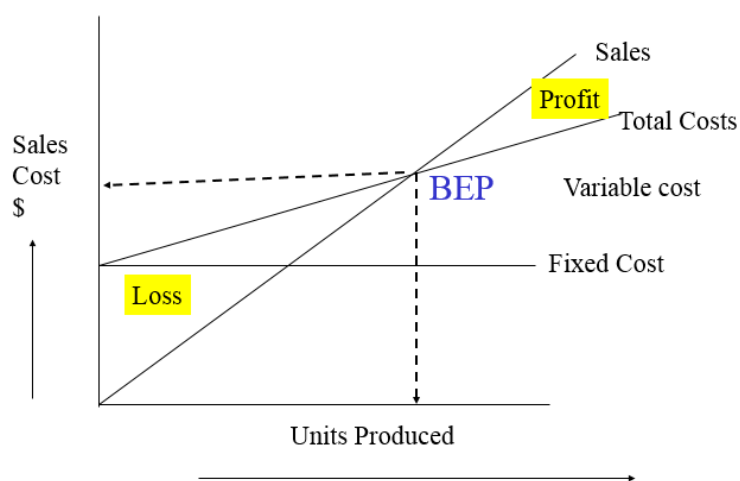 Sales
Profit
Total Costs
Sales
Cost
$
BEP
Variable cost
Fixed Cost
Loss
Units Produced